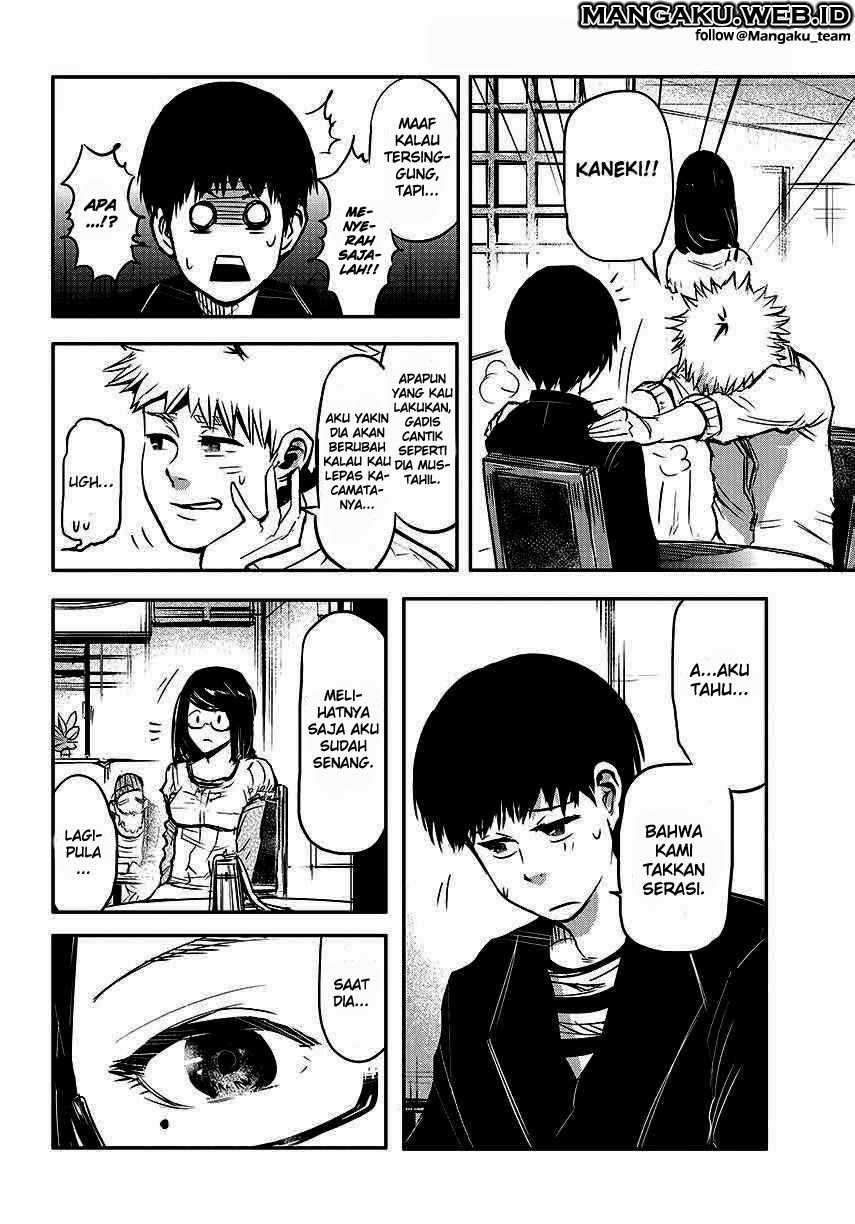 MANGAKU.WEB.ID
follow @Mangaku_team
KANEKI!!
MAAF
KALAU
TERSING-
GUNG,
TAPI...
ME-
NYE-
RAH
SAJA-
LAH!!
APA
...!?
APAPUN
YANG KAU
LAKUKAN,
GADIS
CANTIK
SEPERTI
DIA MUS-
TAHIL.
AKU YAKIN
DIA AKAN
BERUBAH
KALAU KAU
LEPAS KA-
CAMATA-
NYA...
UGH...
A...AKU
TAHU...
BAHWA
KAMI
TAKKAN
SERASI.
MELI-
HATNYA
SAJA AKU
SUDAH
SENANG.
LAGI-
PULA
...
SAAT
DIA...